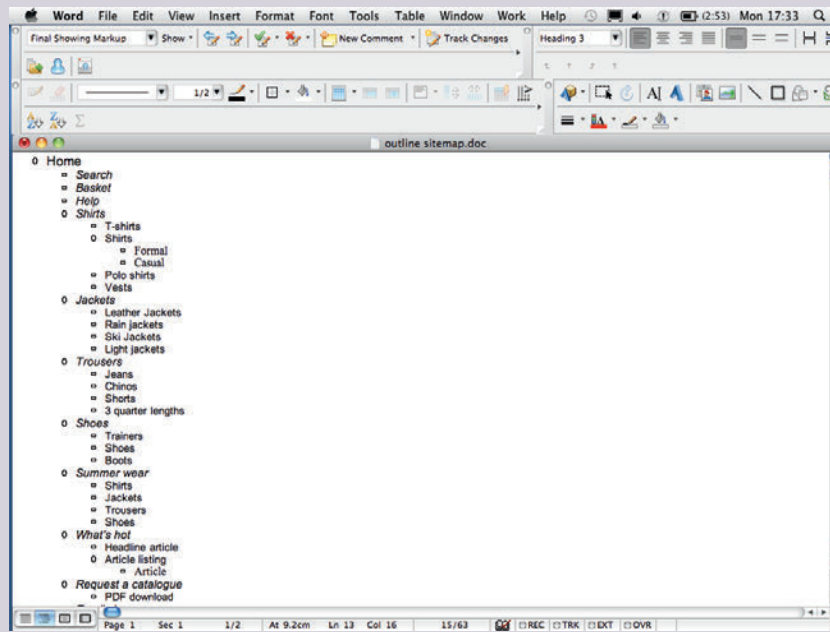 Word File Edit View Insert Format Font Tools Table Window Work Help (2:53) Mon 17:33
Final Showing Markup Show New Comment Track Changes Heading 3
1/2
outline sitemap.doc
Home
Search
Basket
Help
Shirts
T-shirts
Shirts
Formal
Casual
Polo shirts
Vests
Jackets
Leather Jackets
Rain jackets
Ski Jackets
Light jackets
Trousers
Jeans
Chinos
Shorts
3 quarter lengths
Shoes
Trainers
Shoes
Boots
Summer wear
Shirts
Jackets
Trousers
Shoes
What's hot
Headline article
Article listing
Article
Request a catalogue
PDF download
Page 1 Sec 1 1/2 At 9.2cm Ln 13 Col 16 15/63 REC TRK EXT OVR